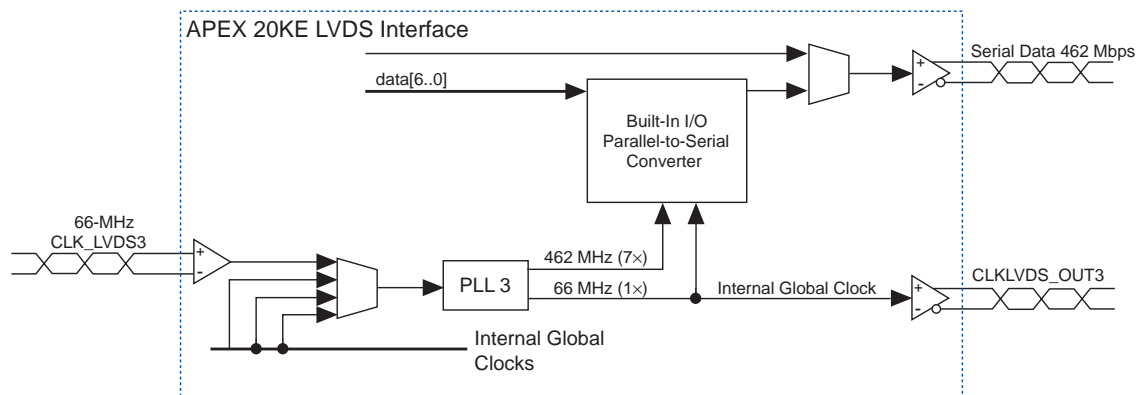 APEX 20KE LVDS Interface
Serial Data 462 Mbps
data[6..0]
Built-In I/O
Parallel-to-Serial
Converter
+
-
66-MHz
CLK_LVDS3
+
-
462 MHz (7×)
PLL 3
66 MHz (1×)
Internal Global Clock
CLKLVDS_OUT3
+
-
Internal Global
Clocks